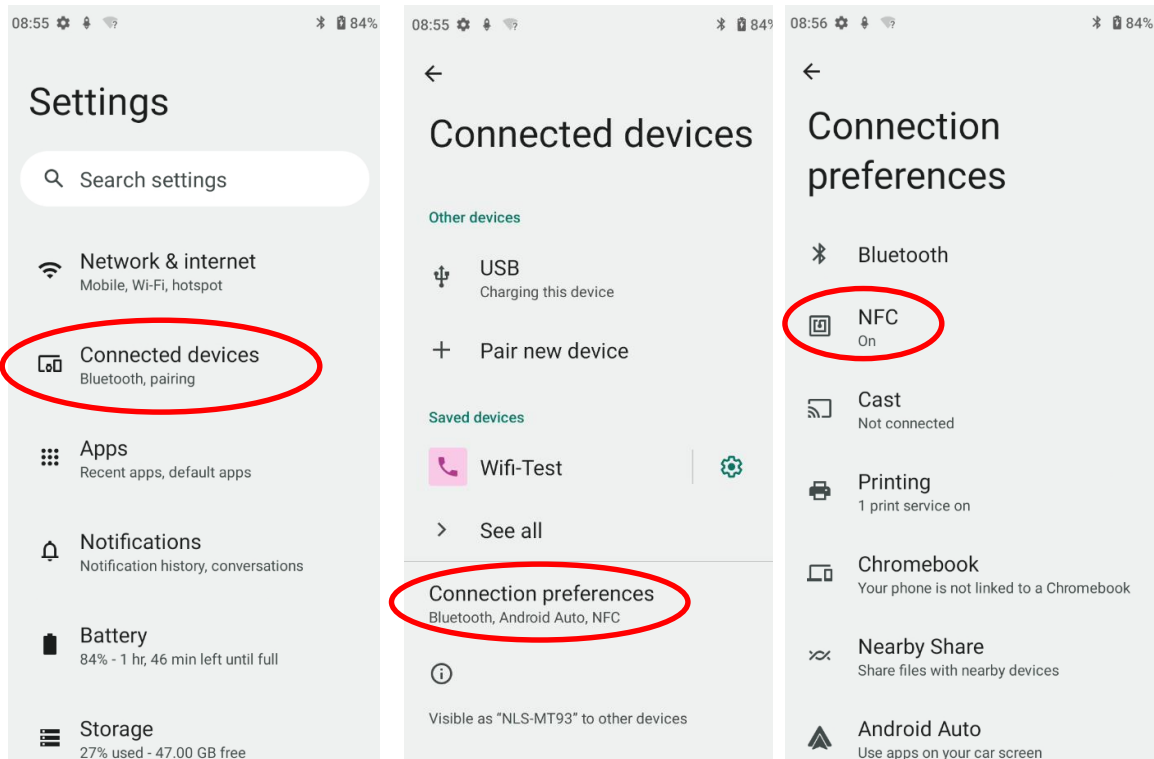 08:55 84%
Settings
Search settings
Network & internet
Mobile, Wi-Fi, hotspot
Connected devices
Bluetooth, pairing
Apps
Recent apps, default apps
Notifications
Notification history, conversations
Battery
84% - 1 hr, 46 min left until full
Storage
27% used - 47.00 GB free
08:55 84%
Connected devices
Other devices
USB
Charging this device
Pair new device
Saved devices
Wifi-Test
See all
Connection preferences
Bluetooth, Android Auto, NFC
Visible as “NLS-MT93” to other devices
08:56 84%
Connection
preferences
Bluetooth
NFC
On
Cast
Not connected
Printing
1 print service on
Chromebook
Your phone is not linked to a Chromebook
Nearby Share
Share files with nearby devices
Android Auto
Use apps on your car screen